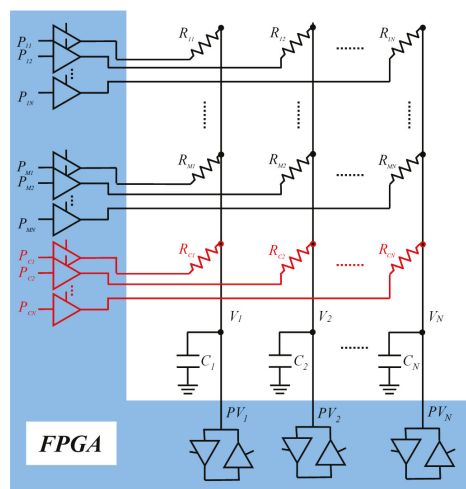 P11 R11 R12 R1N
P12
P1N
PM1 RM1 RM2 RMN
PM2
PMN
PC1 RC1 RC2 RCN
PC2
PCN
V1 V2 VN
C1 C2 CN
PV1 PV2 PVN
FPGA